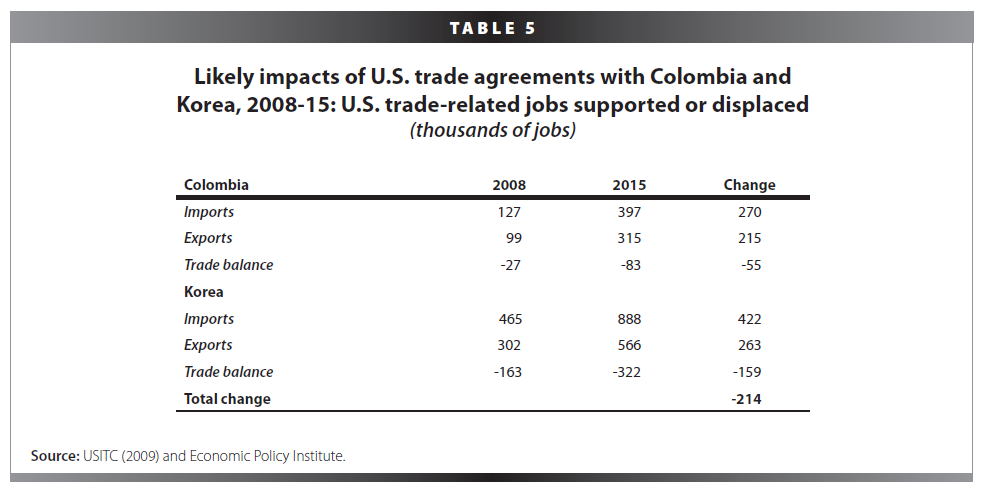 TABLE 5
Likely impacts of U.S. trade agreements with Colombia and
Korea, 2008-15: U.S. trade-related jobs supported or displaced
(thousands of jobs)
Colombia 2008 2015 Change
Imports 127 397 270
Exports 99 315 215
Trade balance -27 -83 -55
Korea
Imports 465 888 422
Exports 302 566 263
Trade balance -163 -322 -159
Total change -214
Source: USITC (2009) and Economic Policy Institute.